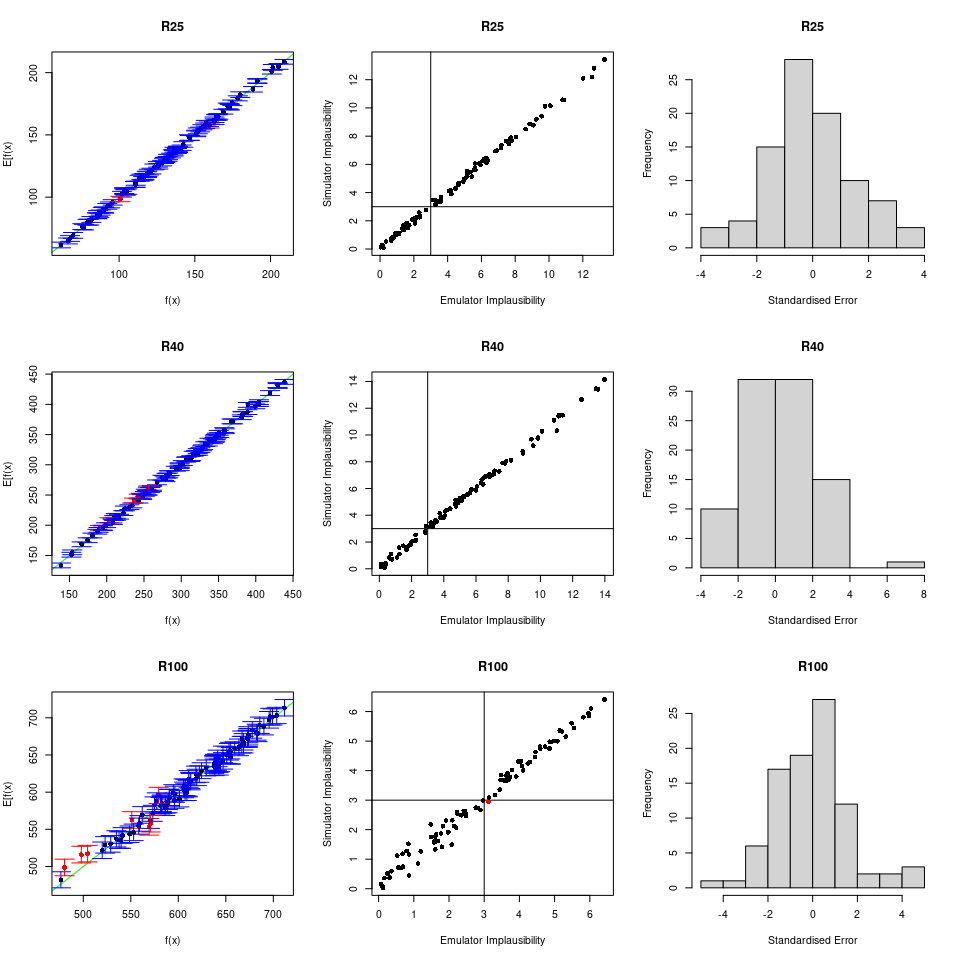 R25
R25
R25
E[f(x)
200
150
100
100 150 200
f(x)
Simulator Implausibility
12
10
8
6
4
2
0
0 2 4 6 8 10 12
Emulator Implausibility
Frequency
25
20
15
10
5
0
-4 -2 0 2 4
Standardised Error
R40
R40
R40
E[f(x)
450
400
350
300
250
200
150
150 200 250 300 350 400 450
f(x)
Simulator Implausibility
14
12
10
8
6
4
2
0
0 2 4 6 8 10 12 14
Emulator Implausibility
Frequency
30
25
20
15
10
5
0
-4 -2 0 2 4 6 8
Standardised Error
R100
R100
R100
E[f(x)
700
650
600
550
500
500 550 600 650 700
f(x)
Simulator Implausibility
6
5
4
3
2
1
0
0 1 2 3 4 5 6
Emulator Implausibility
Frequency
25
20
15
10
5
0
-4 -2 0 2 4
Standardised Error